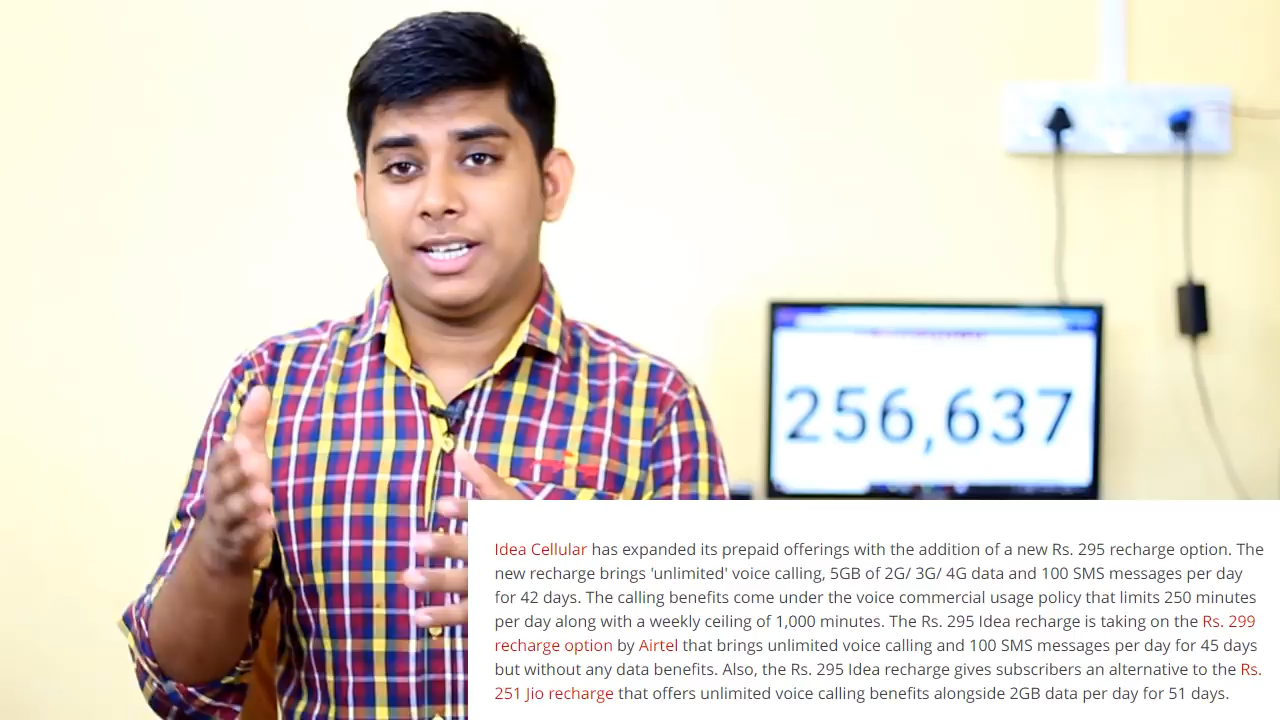 256,637
Idea Cellular has expanded its prepaid offerings with the addition of a new Rs. 295 recharge option. The
new recharge brings 'unlimited' voice calling, 5GB of 2G/ 3G/ 4G data and 100 SMS messages per day
for 42 days. The calling benefits come under the voice commercial usage policy that limits 250 minutes
per day along with a weekly ceiling of 1,000 minutes. The Rs. 295 Idea recharge is taking on the Rs. 299
recharge option by Airtel that brings unlimited voice calling and 100 SMS messages per day for 45 days
but without any data benefits. Also, the Rs. 295 Idea recharge gives subscribers an alternative to the Rs.
251 Jio recharge that offers unlimited voice calling benefits alongside 2GB data per day for 51 days.